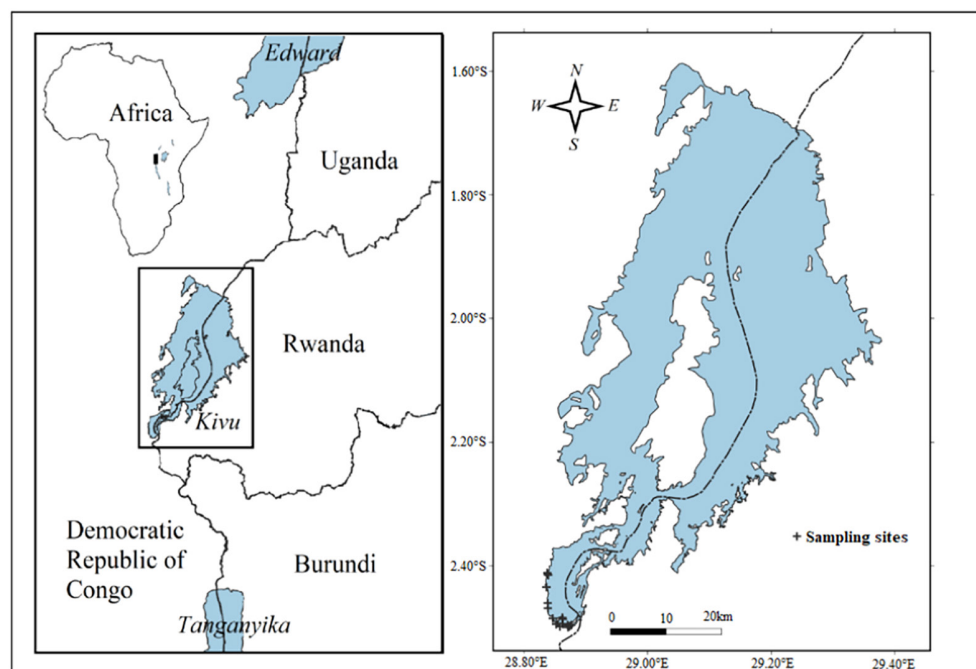 Edward
Africa
Uganda
Rwanda
Kivu
Democratic
Republic of
Congo
Burundi
Tanganyika
1.60°S
1.80°S
2.00°S
2.20°S
2.40°S
N
W E
S
+ Sampling sites
0 10 20km
28.80°E 29.00°E 29.20°E 29.40°E